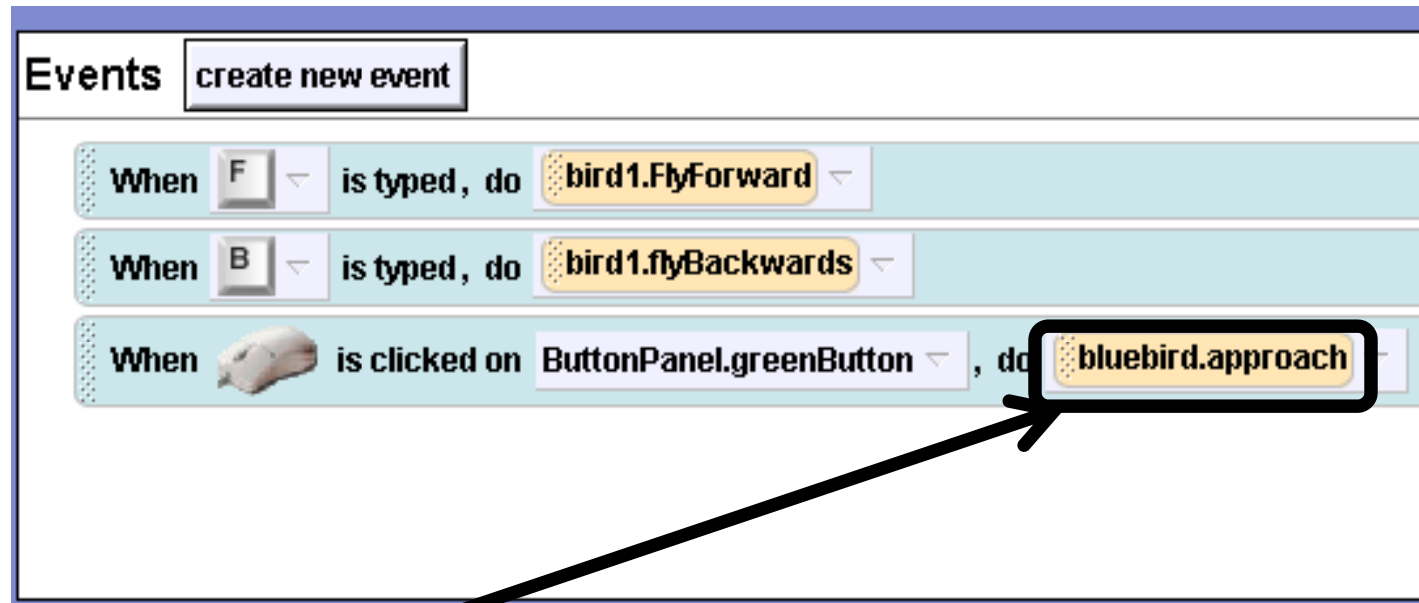 Events create new event
When F is typed, do bird1.FlyForward
When B is typed, do bird1.flyBackwards
When is clicked on ButtonPanel.greenButton , do bluebird.approach